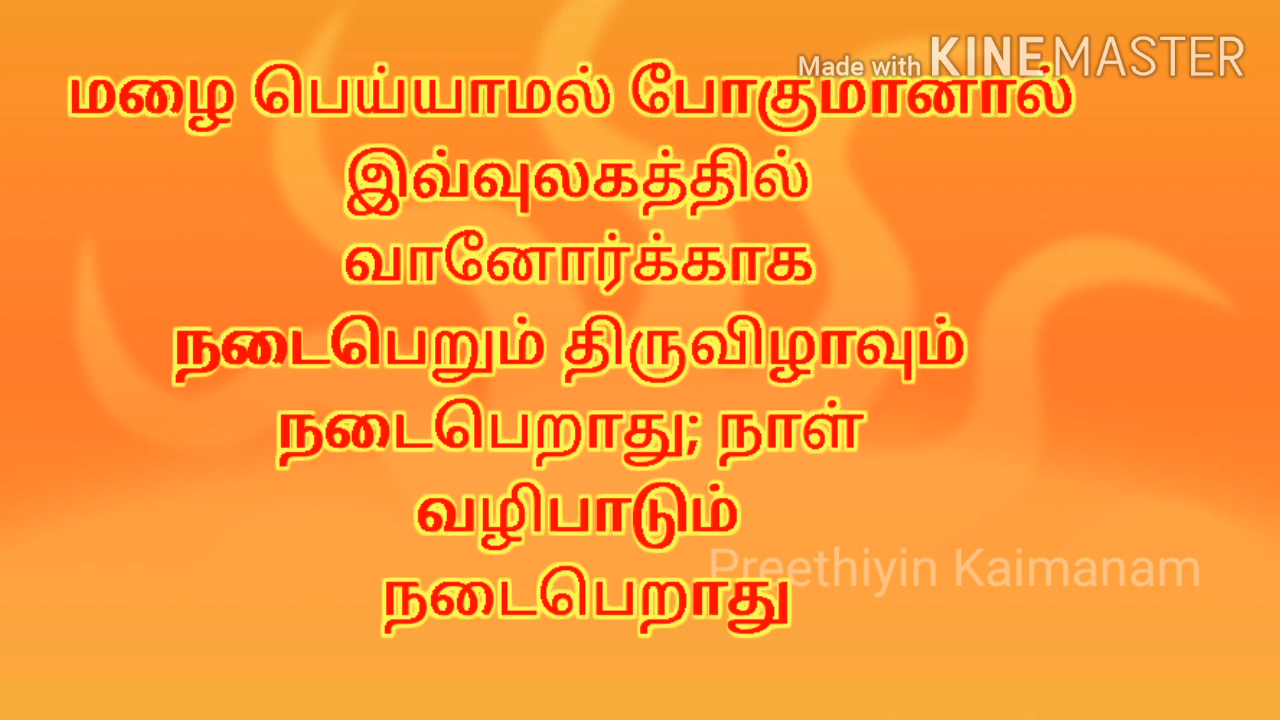 Made with KINEMASTER
மழை பெய்யாமல் போகுமானால்
இவ்வுலகத்தில்
வானோர்க்காக
நடைபெறும் திருவிழாவும்
நடைபெறாது; நாள்
வழிபாடும்
Preethiyin Kaimanam
நடைபெறாது